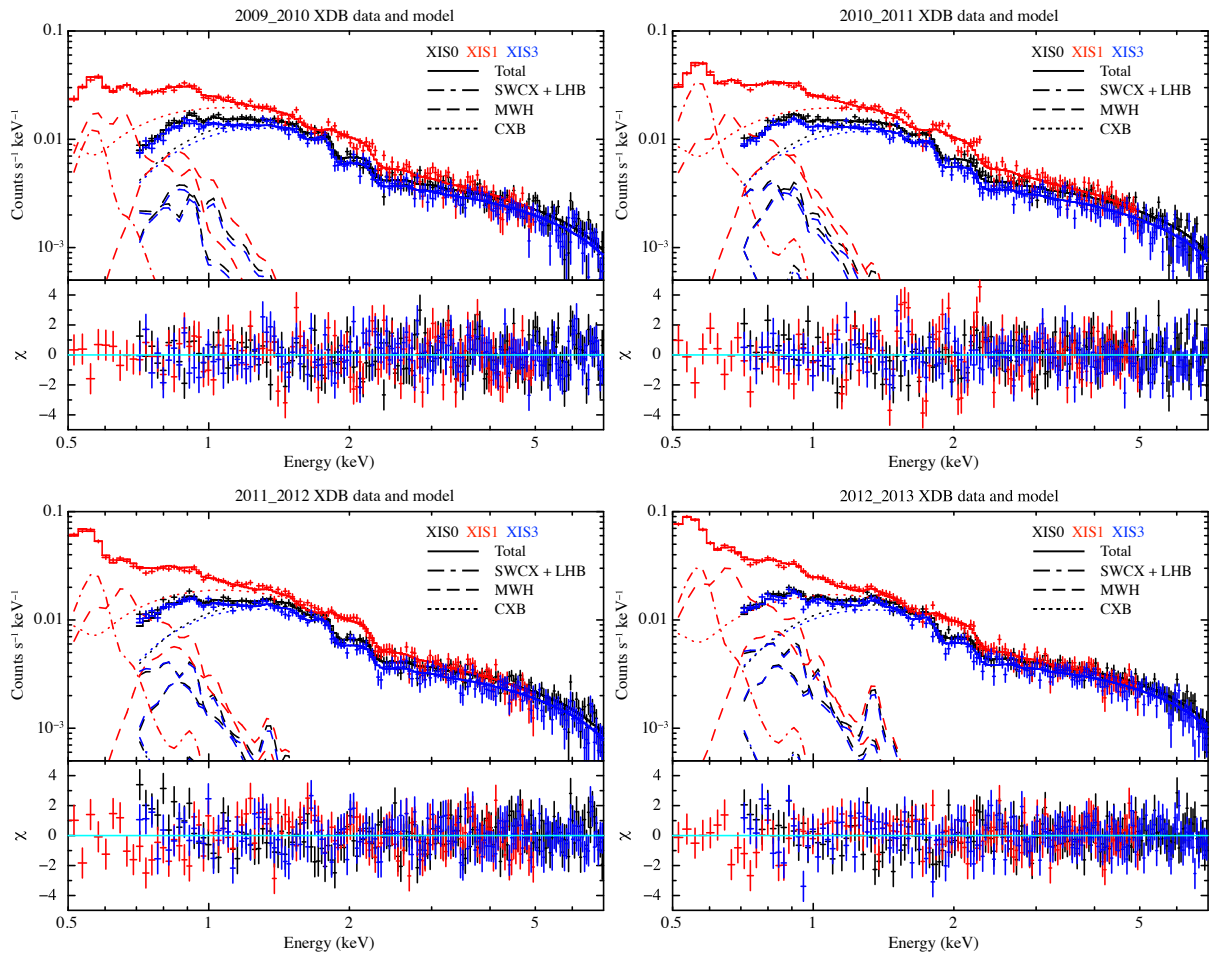 2009_2010 XDB data and model
0.1
0.01
10⁻³
Counts s⁻¹ keV⁻¹
XIS0 XIS1 XIS3
Total
SWCX + LHB
MWH
CXB
4
2
0
−2
−4
χ
0.5 1 2 5
Energy (keV)
2010_2011 XDB data and model
0.1
0.01
10⁻³
Counts s⁻¹ keV⁻¹
XIS0 XIS1 XIS3
Total
SWCX + LHB
MWH
CXB
4
2
0
−2
−4
χ
0.5 1 2 5
Energy (keV)
2011_2012 XDB data and model
0.1
0.01
10⁻³
Counts s⁻¹ keV⁻¹
XIS0 XIS1 XIS3
Total
SWCX + LHB
MWH
CXB
4
2
0
−2
−4
χ
0.5 1 2 5
Energy (keV)
2012_2013 XDB data and model
0.1
0.01
10⁻³
Counts s⁻¹ keV⁻¹
XIS0 XIS1 XIS3
Total
SWCX + LHB
MWH
CXB
4
2
0
−2
−4
χ
0.5 1 2 5
Energy (keV)